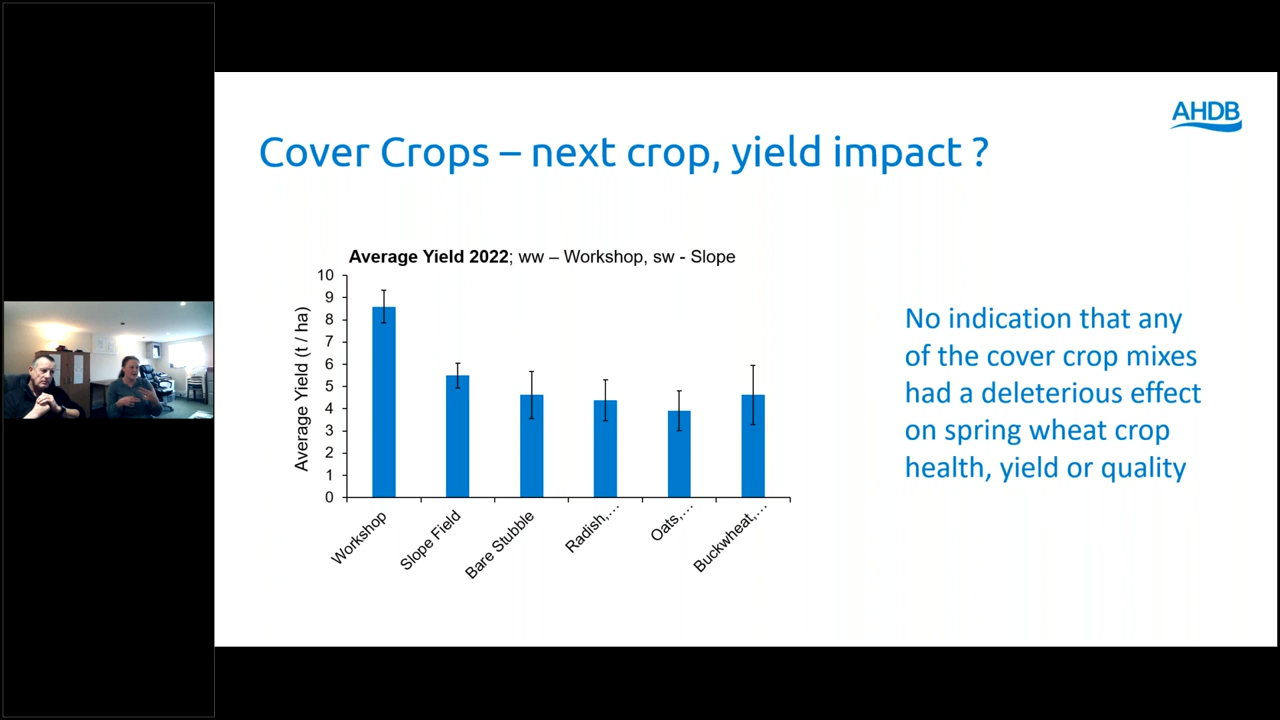 AHDB
Cover Crops – next crop, yield impact ?
Average Yield 2022; ww – Workshop, sw - Slope
Average Yield (t / ha)
10
9
8
7
6
5
4
3
2
1
0
Workshop
Slope Field
Bare Stubble
Radish,...
Oats,...
Buckwheat,...
No indication that any
of the cover crop mixes
had a deleterious effect
on spring wheat crop
health, yield or quality